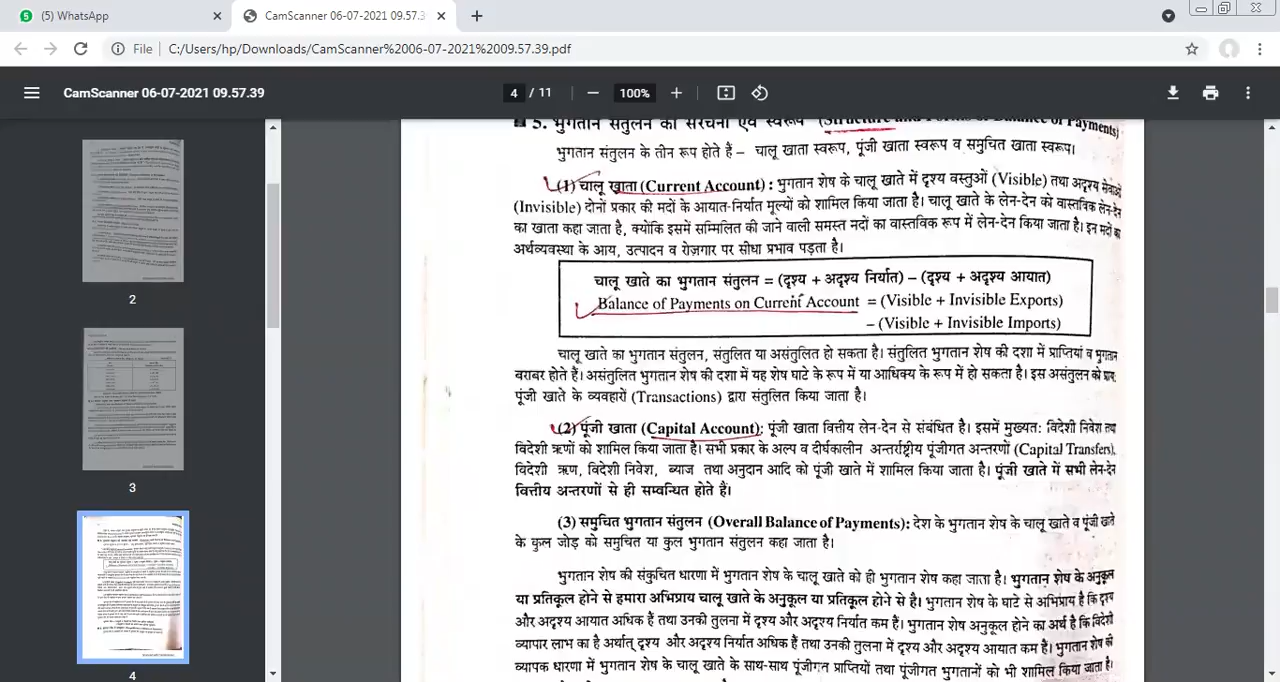 (5) WhatsApp
CamScanner 06-07-2021 09.57.3
File C:/Users/hp/Downloads/CamScanner%2006-07-2021%2009.57.39.pdf
CamScanner 06-07-2021 09.57.39
4 / 11
100%
2
3
4
5. भुगतान संतुलन की संरचना एवं स्वरूप (Structure and Forms of Balance of Payments)
भुगतान संतुलन के तीन रूप होते हैं – चालू खाता स्वरूप, पूंजी खाता स्वरूप व समुचित खाता स्वरूप।
(1) चालू खाता (Current Account) : भुगतान शेष के चालू खाते में दृश्य वस्तुओं (Visible) तथा अदृश्य सेवाओं
(Invisible) दोनों प्रकार की मदों के आयात-निर्यात मूल्यों को शामिल किया जाता है। चालू खाते के लेन-देन को वास्तविक लेन-देन
का खाता कहा जाता है, क्योंकि इसमें सम्मिलित की जाने वाली समस्त मदों का वास्तविक रूप में लेन-देन किया जाता है। इन मदों का
अर्थव्यवस्था के आय, उत्पादन व रोज़गार पर सीधा प्रभाव पड़ता है।
चालू खाते का भुगतान संतुलन = (दृश्य + अदृश्य निर्यात) – (दृश्य + अदृश्य आयात)
Balance of Payments on Current Account = (Visible + Invisible Exports)
– (Visible + Invisible Imports)
खाते का भुगतान संतुलन, संतुलित या असंतुलित हो सकता है। संतुलित भुगतान शेष की दशा में प्राप्तियां व भुगतान
बराबर होते हैं। असंतुलित भुगतान शेष की दशा में यह शेष घाटे के रूप में या आधिक्य के रूप में हो सकता है। इस असंतुलन को प्रायः
पूंजी खाते के व्यवहारों (Transactions) द्वारा संतुलित किया जाता है।
(2) पूंजी खाता (Capital Account): पूंजी खाता वित्तीय लेन-देन से संबंधित है। इसमें मुख्यतः विदेशी निवेश तथा
विदेशी ऋणों को शामिल किया जाता है। सभी प्रकार के अल्प व दीर्घकालीन अन्तर्राष्ट्रीय पूंजीगत अन्तरणों (Capital Transfers),
विदेशी ऋण, विदेशी निवेश, ब्याज तथा अनुदान आदि को पूंजी खाते में शामिल किया जाता है। पूंजी खाते में सभी लेन-देन
वित्तीय अन्तरणों से ही सम्बन्धित होते हैं।
(3) समुचित भुगतान संतुलन (Overall Balance of Payments): देश के भुगतान शेष के चालू खाते व पूंजी खाते
के को समुचित व कुल भुगतान संतुलन कहा जाता है।
भुगतान शेष की संकुचित धारणा में भुगतान शेष के भुगतान शेष कहा जाता है। भुगतान शेष के अनुकूल
या होने से हमारा अभिप्राय चालू खाते के अनुकूल है। भुगतान अभिप्राय है कि दृश्य
और अदृश्य आयात की तुलना में दृश्य और अदृश्य निर्यात कम हैं। भुगतान शेष अनुकूल होने का अर्थ है कि विदेशी
है अर्थात् दृश्य और अदृश्य निर्यात अधिक हैं तथा उनकी तुलना में दृश्य और अदृश्य आयात कम है। भुगतान शेष की
व्यापक धारणा में भुगतान शेष के चालू खाते के साथ-साथ पूंजीगत प्राप्तियों तथा पूंजीगत भुगतानों को भी शामिल किया जाता है।